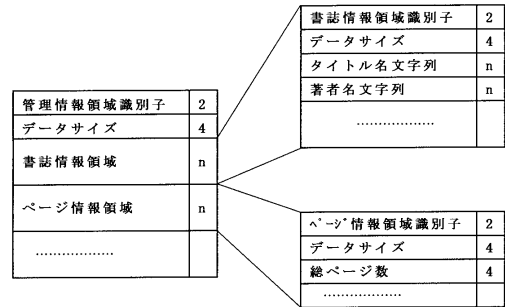 書誌情報領域識別子 2
データサイズ 4
タイトル名文字列 n
著者名文字列 n
………………
管理情報領域識別子 2
データサイズ 4
書誌情報領域 n
ページ情報領域 n
………………
ページ情報領域識別子 2
データサイズ 4
総ページ数 4
………………